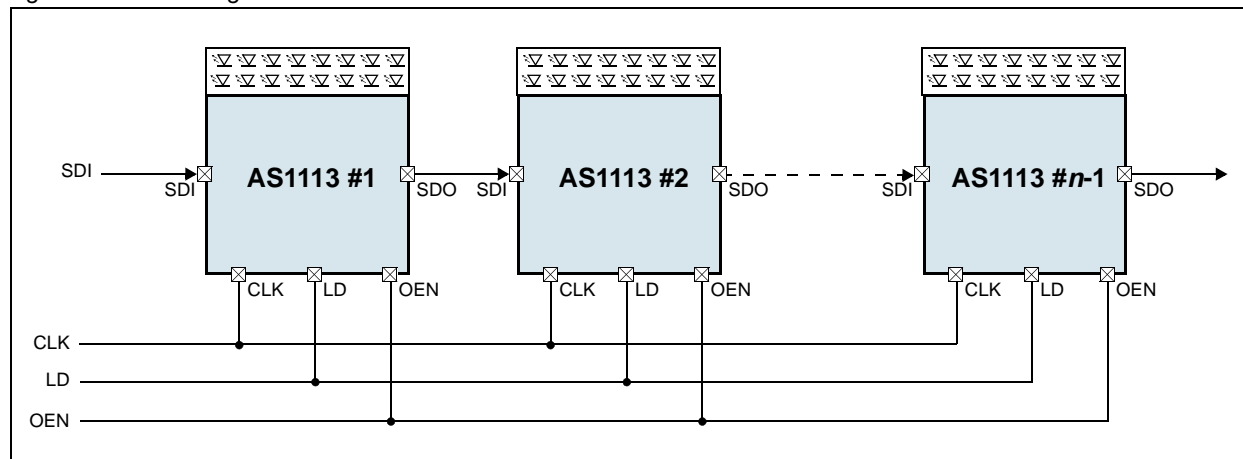 SDI
SDI
AS1113 #1
SDO
SDI
AS1113 #2
SDO
SDI
AS1113 #n-1
SDO
CLK
LD
OEN
CLK
LD
OEN
CLK
LD
OEN
CLK
LD
OEN